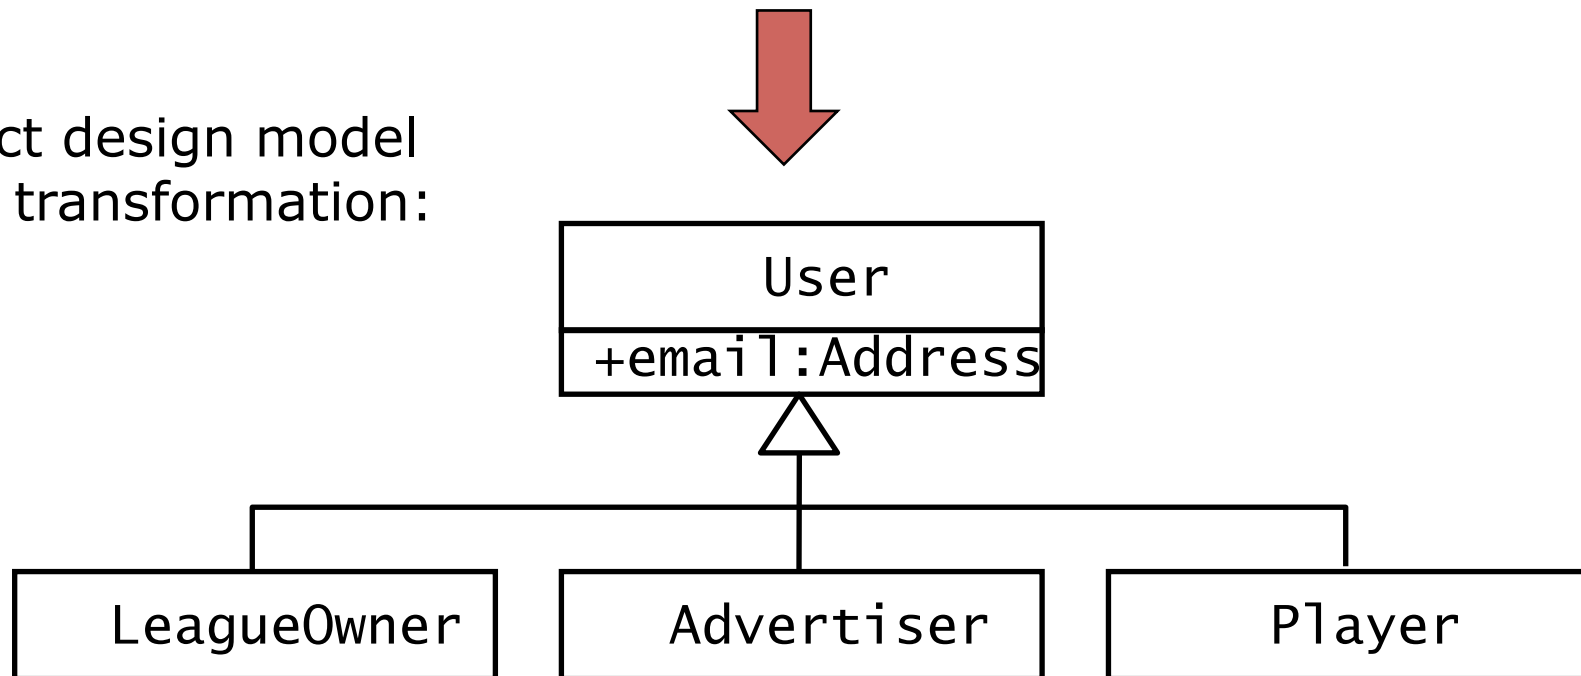 ct design model
transformation:
User
+email:Address
LeagueOwner
Advertiser
Player